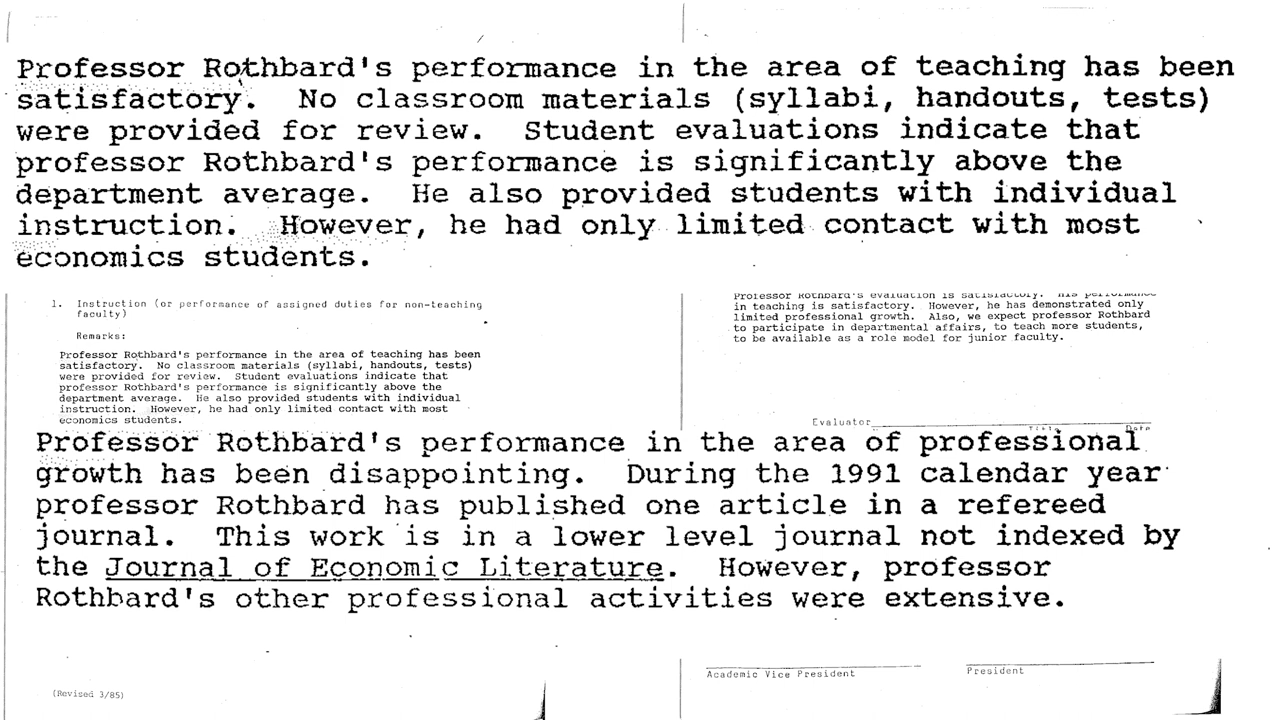 Professor Rothbard's performance in the area of teaching has been
satisfactory.  No classroom materials (syllabi, handouts, tests)
were provided for review.  Student evaluations indicate that
professor Rothbard's performance is significantly above the
department average.  He also provided students with individual
instruction.  However, he had only limited contact with most
economics students.
1.  Instruction (or performance of assigned duties for non-teaching
faculty)
Remarks:
Professor Rothbard's performance in the area of teaching has been
satisfactory.  No classroom materials (syllabi, handouts, tests)
were provided for review.  Student evaluations indicate that
professor Rothbard's performance is significantly above the
department average.  He also provided students with individual
instruction.  However, he had only limited contact with most
economics students.
Professor Rothbard's evaluation is satisfactory.  His performance
in teaching is satisfactory.  However, he has demonstrated only
limited professional growth.  Also, we expect professor Rothbard
to participate in departmental affairs, to teach more students,
to be available as a role model for junior faculty.
Evaluator
Title Date
Professor Rothbard's performance in the area of professional
growth has been disappointing.  During the 1991 calendar year
professor Rothbard has published one article in a refereed
journal.  This work is in a lower level journal not indexed by
the Journal of Economic Literature.  However, professor
Rothbard's other professional activities were extensive.
(Revised 3/85)
Academic Vice President
President